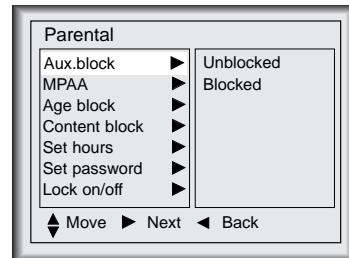 Parental
Aux.block
MPAA
Age block
Content block
Set hours
Set password
Lock on/off
Unblocked
Blocked
Move Next Back